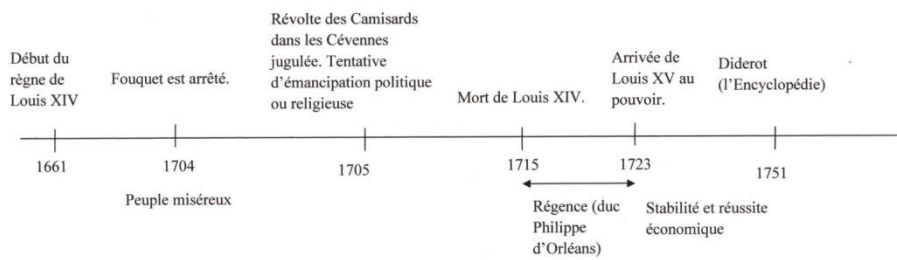 Début du
règne de
Louis XIV
Fouquet est arrêté.
Révolte des Camisards
dans les Cévennes
jugulée. Tentative
d'émancipation politique
ou religieuse
Mort de Louis XIV.
Arrivée de
Louis XV au
pouvoir.
Diderot
(l'Encyclopédie)
1661
1704
1705
1715
1723
1751
Peuple miséreux
Régence (duc
Philippe
d'Orléans)
Stabilité et réussite
économique